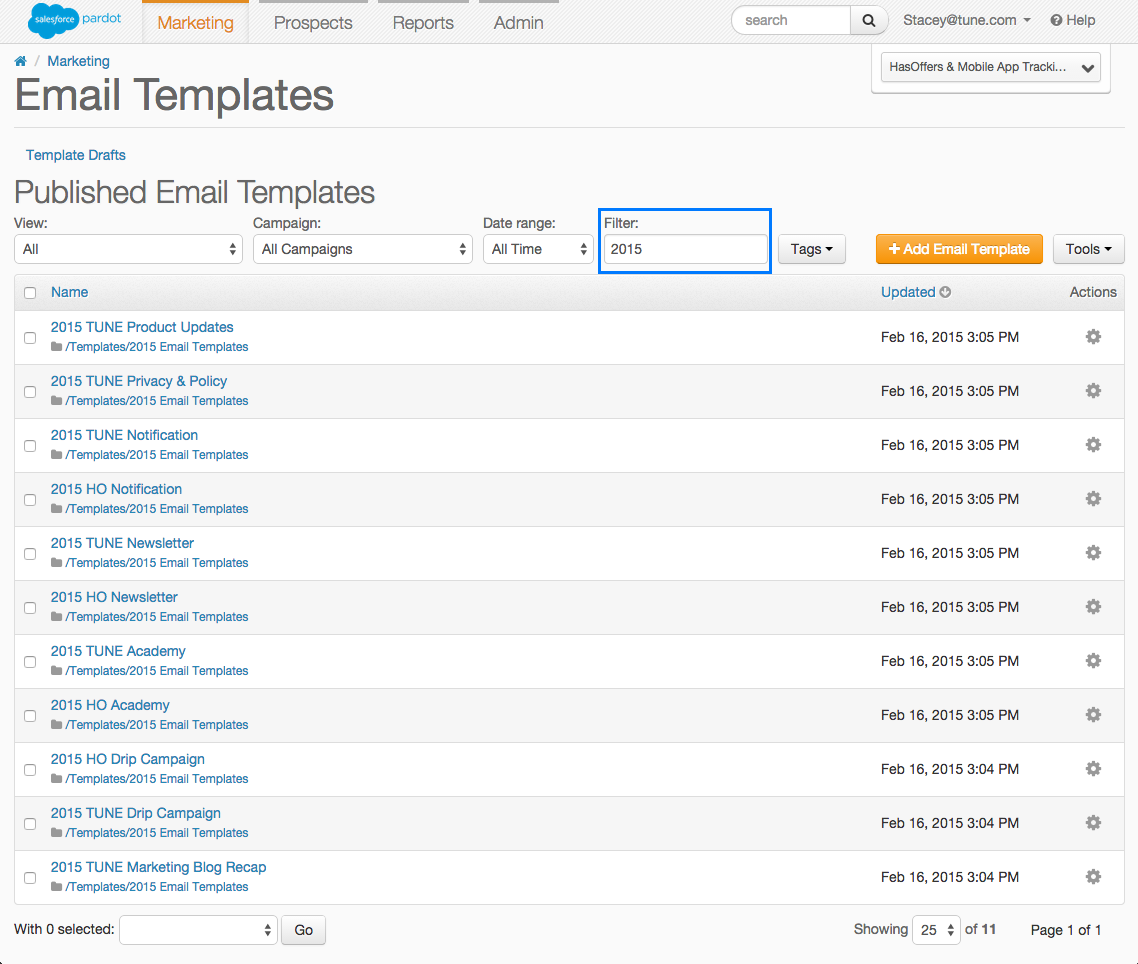 salesforce pardot Marketing Prospects Reports Admin search Stacey@tune.com Help
/ Marketing
HasOffers & Mobile App Tracki...
Email Templates
Template Drafts
Published Email Templates
View: Campaign: Date range: Filter:
All All Campaigns All Time 2015 Tags + Add Email Template Tools
Name Updated Actions
2015 TUNE Product Updates Feb 16, 2015 3:05 PM
/Templates/2015 Email Templates
2015 TUNE Privacy & Policy Feb 16, 2015 3:05 PM
/Templates/2015 Email Templates
2015 TUNE Notification Feb 16, 2015 3:05 PM
/Templates/2015 Email Templates
2015 HO Notification Feb 16, 2015 3:05 PM
/Templates/2015 Email Templates
2015 TUNE Newsletter Feb 16, 2015 3:05 PM
/Templates/2015 Email Templates
2015 HO Newsletter Feb 16, 2015 3:05 PM
/Templates/2015 Email Templates
2015 TUNE Academy Feb 16, 2015 3:05 PM
/Templates/2015 Email Templates
2015 HO Academy Feb 16, 2015 3:05 PM
/Templates/2015 Email Templates
2015 HO Drip Campaign Feb 16, 2015 3:04 PM
/Templates/2015 Email Templates
2015 TUNE Drip Campaign Feb 16, 2015 3:04 PM
/Templates/2015 Email Templates
2015 TUNE Marketing Blog Recap Feb 16, 2015 3:04 PM
/Templates/2015 Email Templates
With 0 selected: Go Showing 25 of 11 Page 1 of 1